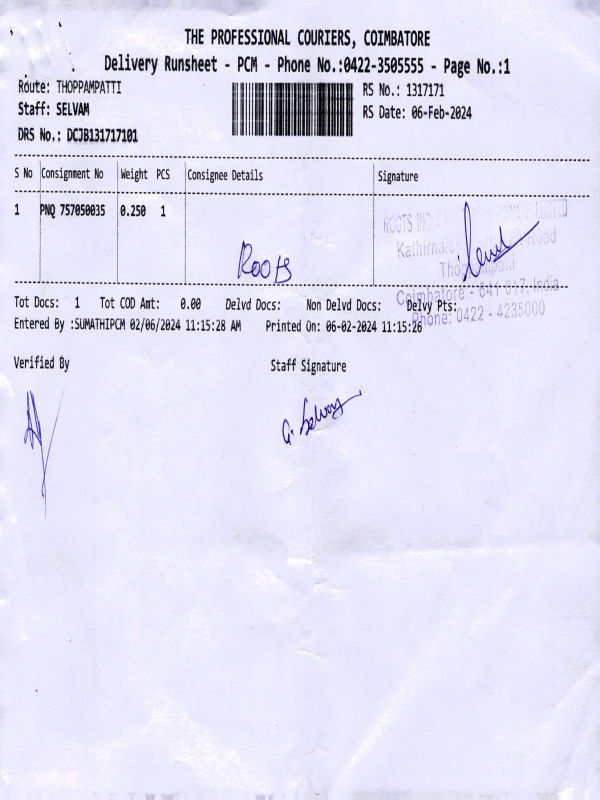 THE PROFESSIONAL COURIERS, COIMBATORE
Delivery Runsheet - PCM - Phone No.:0422-3505555 - Page No.:1
Route: THOPPAMPATTI
RS No.: 1317171
Staff: SELVAM
RS Date: 06-Feb-2024
DRS No.: DCJB131717101
S No Consignment No Weight PCS Consignee Details Signature
1 PNQ 757050035 0.250 1
ROOTS
ROOTS LIMITED
Road
Coimbatore - 641 017. India
Phone: 0422 - 4235000
Tot Docs: 1 Tot COD Amt: 0.00 Delvd Docs: Non Delvd Docs: Delvy Pts:
Entered By :SUMATHIPCM 02/06/2024 11:15:28 AM Printed On: 06-02-2024 11:15:26
Verified By Staff Signature